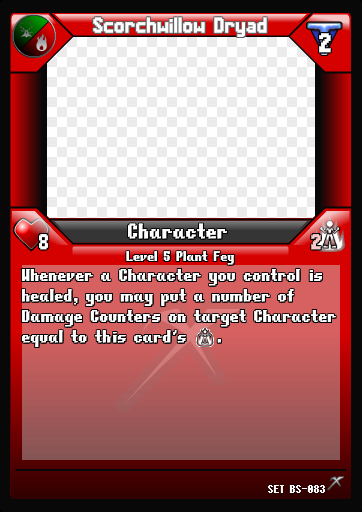 Scorchwillow Dryad
2
Character
8
2
Level 5 Plant Fey
Whenever a Character you control is
healed, you may put a number of
Damage Counters on target Character
equal to this card's .
SET BS-083